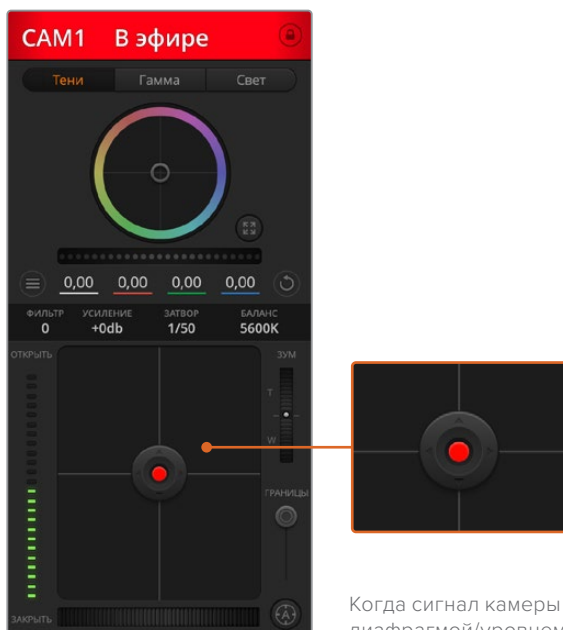 CAM1 В эфире
Тени Гамма Свет
0,00 0,00 0,00 0,00
ФИЛЬТР УСИЛЕНИЕ ЗАТВОР БАЛАНС
0 +0db 1/50 5600K
ОТКРЫТЬ ЗУМ
T
W
ГРАНИЦЫ
A
ЗАКРЫТЬ
Когда сигнал камеры